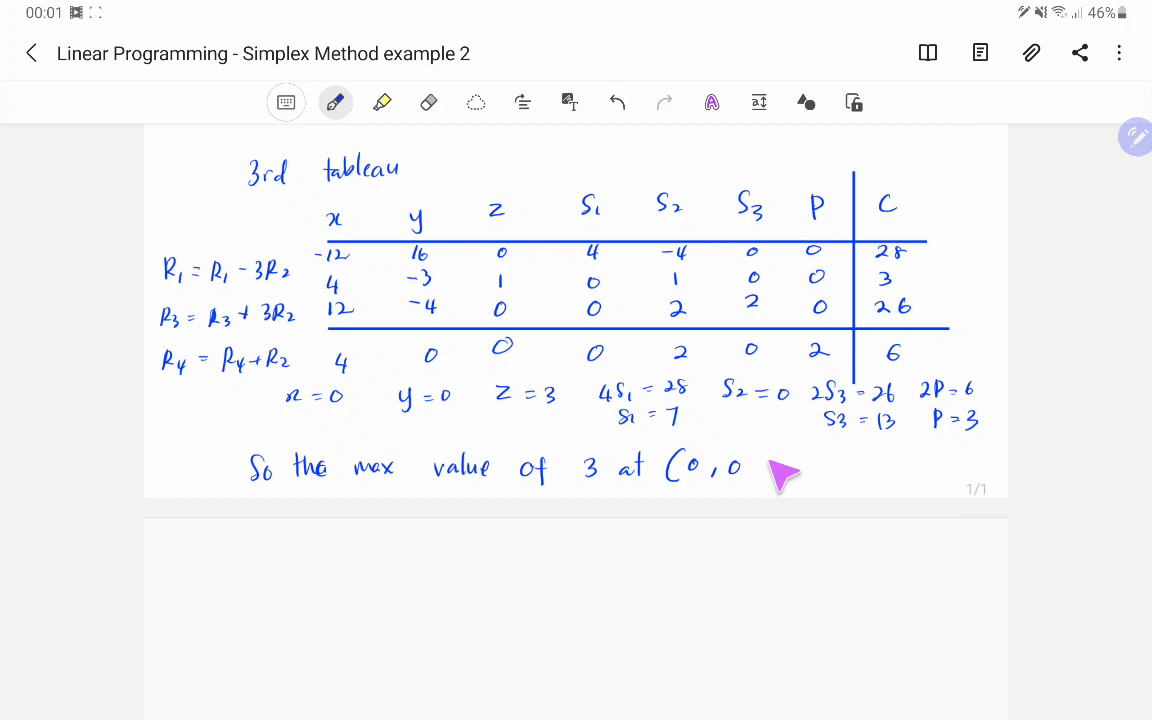 00:01 46%
Linear Programming - Simplex Method example 2
3rd tableau
x y z S1 S2 S3 P C
-12 16 0 4 -4 0 0 28
R1 = R1 - 3R2 4 -3 1 0 1 0 0 3
R3 = R3 + 3R2 12 -4 0 0 2 2 0 26
R4 = R4 + R2 4 0 0 0 2 0 2 6
x = 0 y = 0 z = 3 4S1 = 28 S2 = 0 2S3 = 26 2P = 6
S1 = 7 S3 = 13 P = 3
So the max value of 3 at (0, 0
1/1